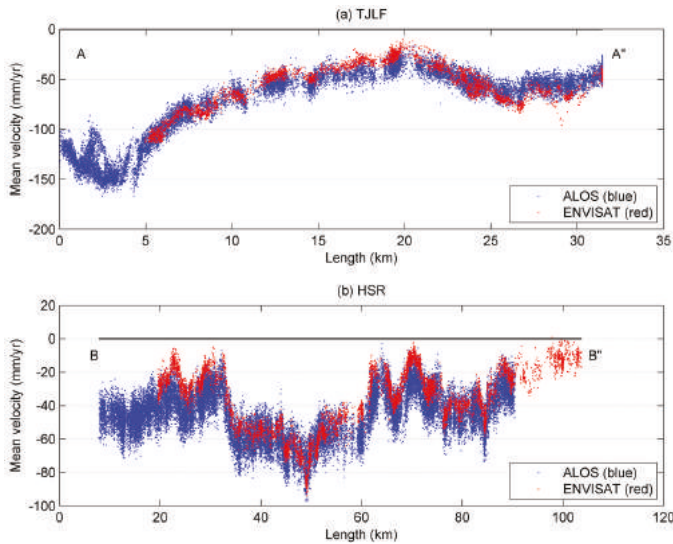 (a) TJLF
0
A
A"
-50
-100
-150
-200
Mean velocity (mm/yr)
ALOS (blue)
ENVISAT (red)
0 5 10 15 20 25 30 35
Length (km)
(b) HSR
20
0
B
B"
-20
-40
-60
-80
-100
Mean velocity (mm/yr)
ALOS (blue)
ENVISAT (red)
0 20 40 60 80 100 120
Length (km)